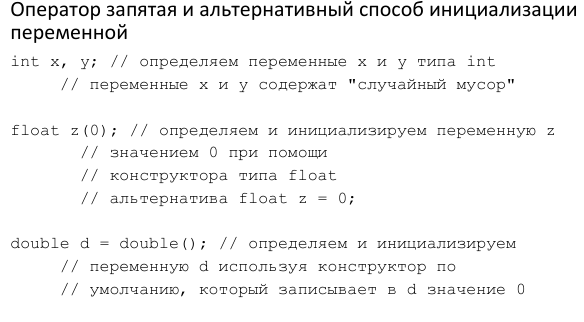 Оператор запятая и альтернативный способ инициализации
переменной
int x, y; // определяем переменные x и y типа int
// переменные x и y содержат "случайный мусор"
float z(0); // определяем и инициализируем переменную z
// значением 0 при помощи
// конструктора типа float
// альтернатива float z = 0;
double d = double(); // определяем и инициализируем
// переменную d используя конструктор по
// умолчанию, который записывает в d значение 0